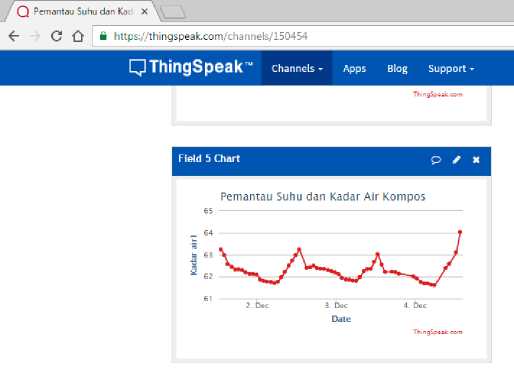 Pemantau Suhu dan Kad
https://thingspeak.com/channels/150454
ThingSpeak™ Channels Apps Blog Support
ThingSpeak.com
Field 5 Chart
Pemantau Suhu dan Kadar Air Kompos
65
64
63
62
61
Kadar air1
2. Dec 3. Dec 4. Dec
Date
ThingSpeak.com